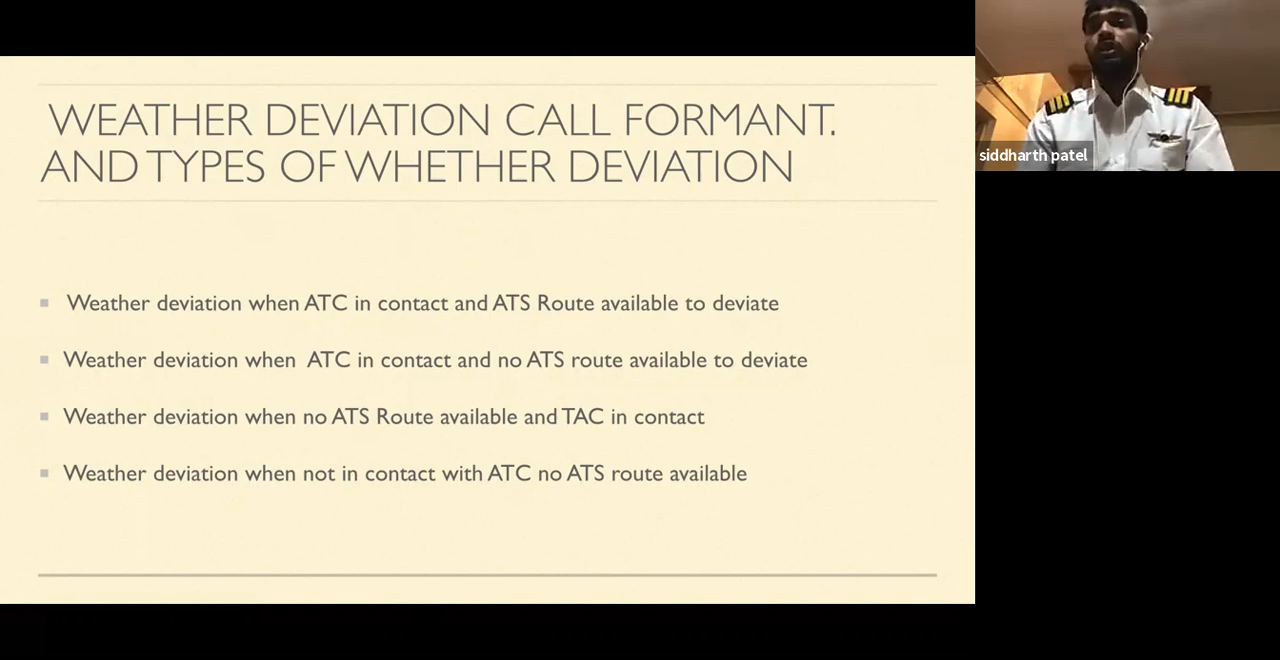 WEATHER DEVIATION CALL FORMANT.
AND TYPES OF WHETHER DEVIATION
Weather deviation when ATC in contact and ATS Route available to deviate
Weather deviation when ATC in contact and no ATS route available to deviate
Weather deviation when no ATS Route available and TAC in contact
Weather deviation when not in contact with ATC no ATS route available
siddharth patel